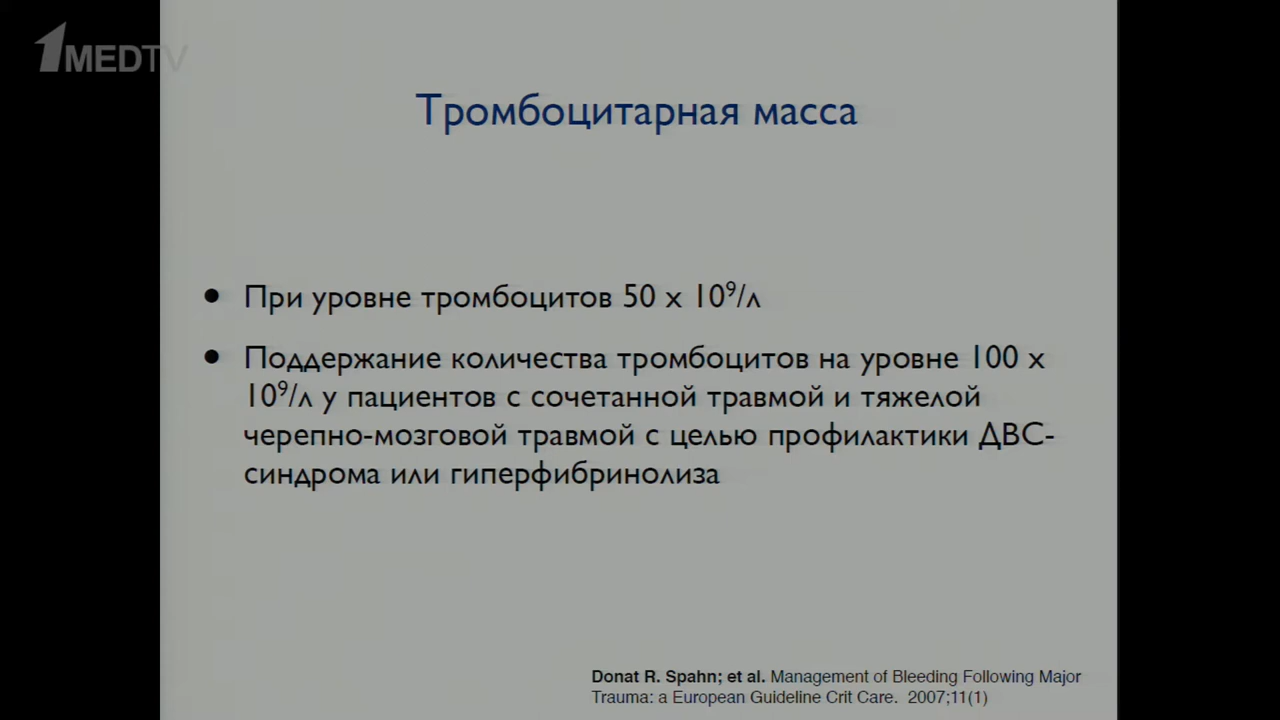 1MEDTV
Тромбоцитарная масса
• При уровне тромбоцитов 50 x 10⁹/л
• Поддержание количества тромбоцитов на уровне 100 x
10⁹/л у пациентов с сочетанной травмой и тяжелой
черепно-мозговой травмой с целью профилактики ДВС-
синдрома или гиперфибринолиза
Donat R. Spahn; et al. Management of Bleeding Following Major
Trauma: a European Guideline Crit Care. 2007;11(1)